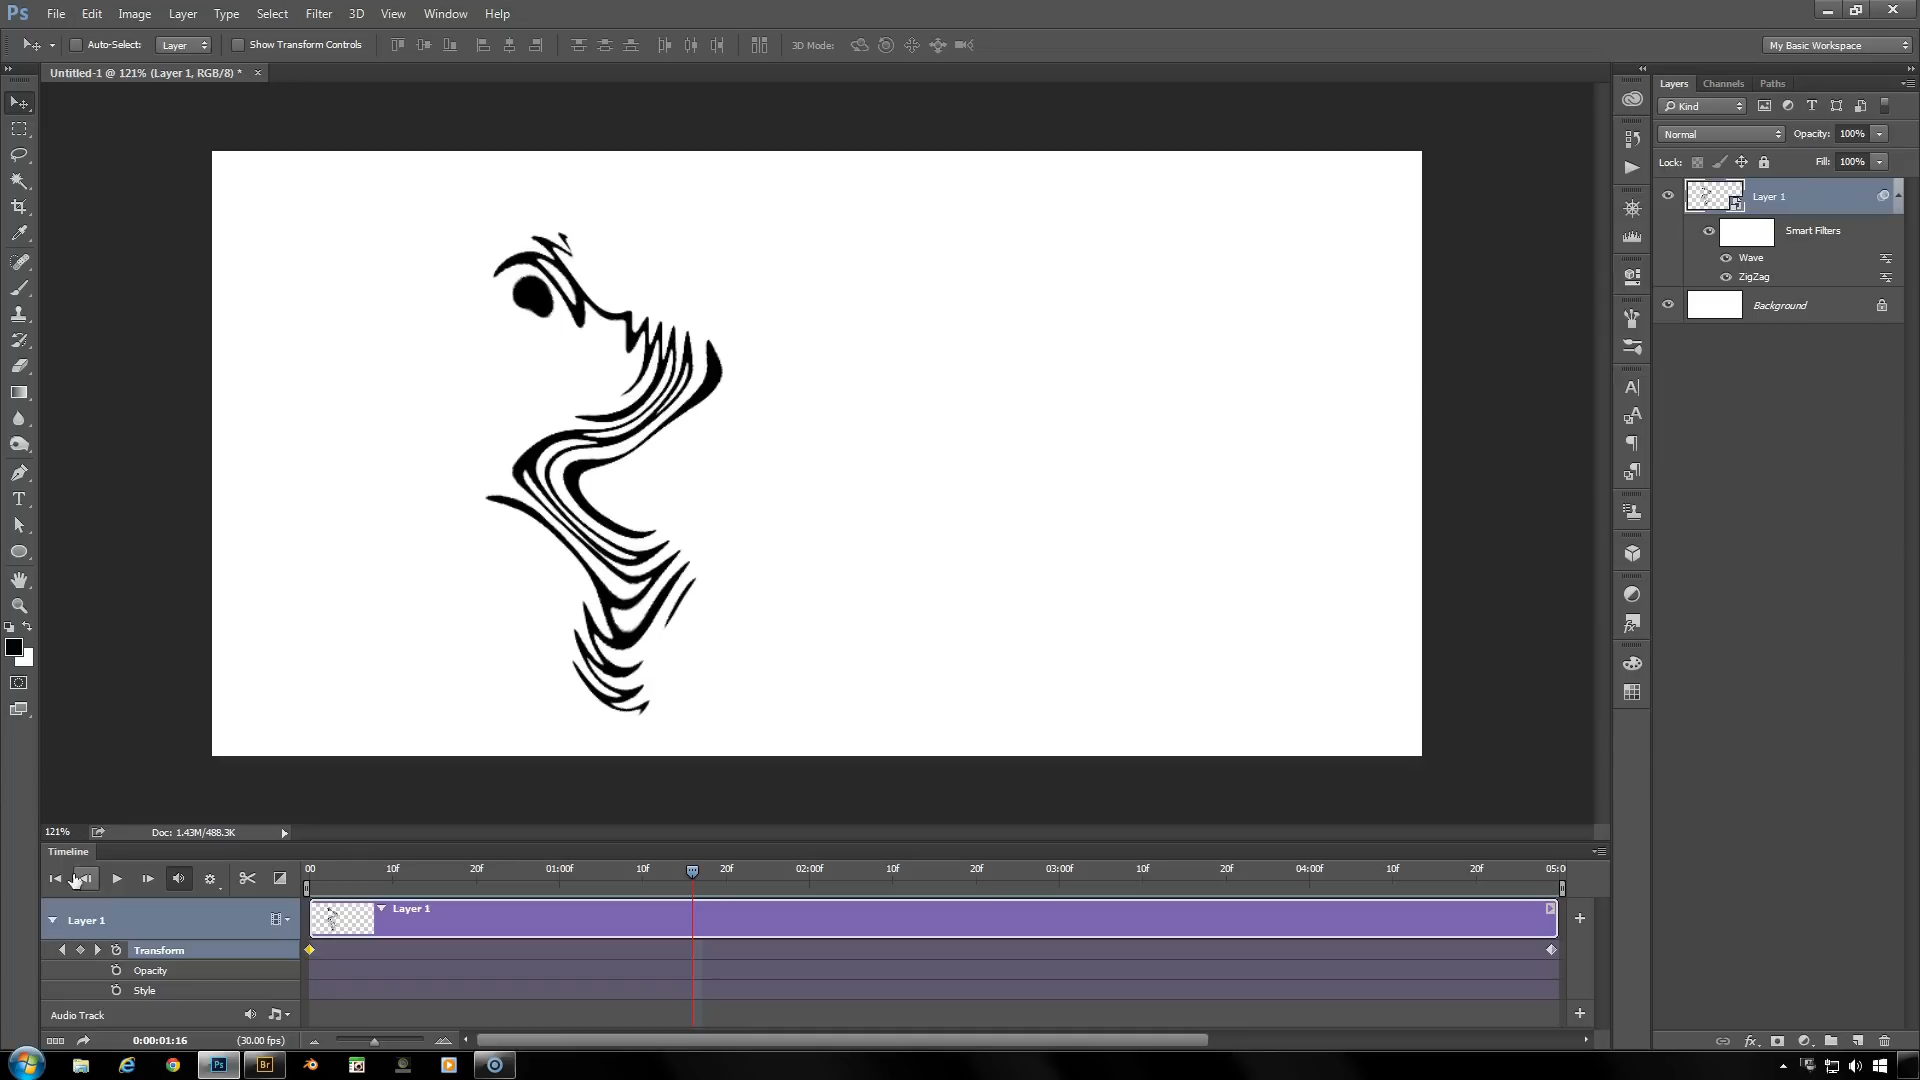 Ps File Edit Image Layer Type Select Filter 3D View Window Help
Auto-Select: Layer Show Transform Controls 3D Mode: My Basic Workspace
Untitled-1 @ 121% (Layer 1, RGB/8) * ×
Layers Channels Paths
Kind
Normal Opacity: 100%
Lock: Fill: 100%
Layer 1
Smart Filters
Wave
ZigZag
Background
121% Doc: 1.43M/488.3K
Timeline
00 10f 20f 01:00f 10f 20f 02:00f 10f 20f 03:00f 10f 20f 04:00f 10f 20f 05:0
Layer 1 Layer 1
Transform
Opacity
Style
Audio Track
0:00:01:16 (30.00 fps)
Ps Br